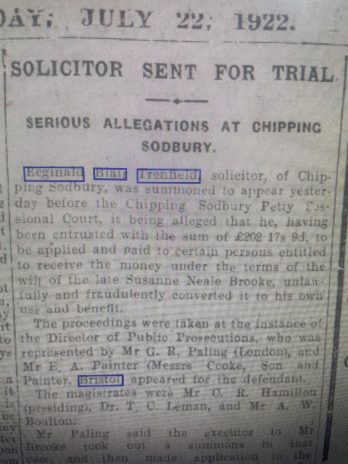 DAY, JULY 22, 1922.
SOLICITOR SENT FOR TRIAL.
SERIOUS ALLEGATIONS AT CHIPPING
SODBURY.
Reginald Blair Trenfield, solicitor, of Chip-
ping Sodbury, was summoned to appear yester-
day before the Chipping Sodbury Petty Ses-
sional Court, it being alleged that he, having
been entrusted with the sum of £202 17s 9d, to
be applied and paid to certain persons entitled
to receive the money under the terms of the
will of the late Susanne Neale Brooke, unlaw-
fully and fraudulently converted it to his own
use and benefit.
The proceedings were taken at the instance of
the Director of Public Prosecutions, who was
represented by Mr G. R. Paling (London), and
Mr E. A. Painter (Messrs Cooke, Son and
Painter, Bristol) appeared for the defendant.
The magistrates were Mr C. R. Hamilton
(presiding), Dr. T. C. Leman, and Mr A. W.
Boulton.
Mr Paling said the executor to Mr
Brooke took out a summons in that
and then made application to the